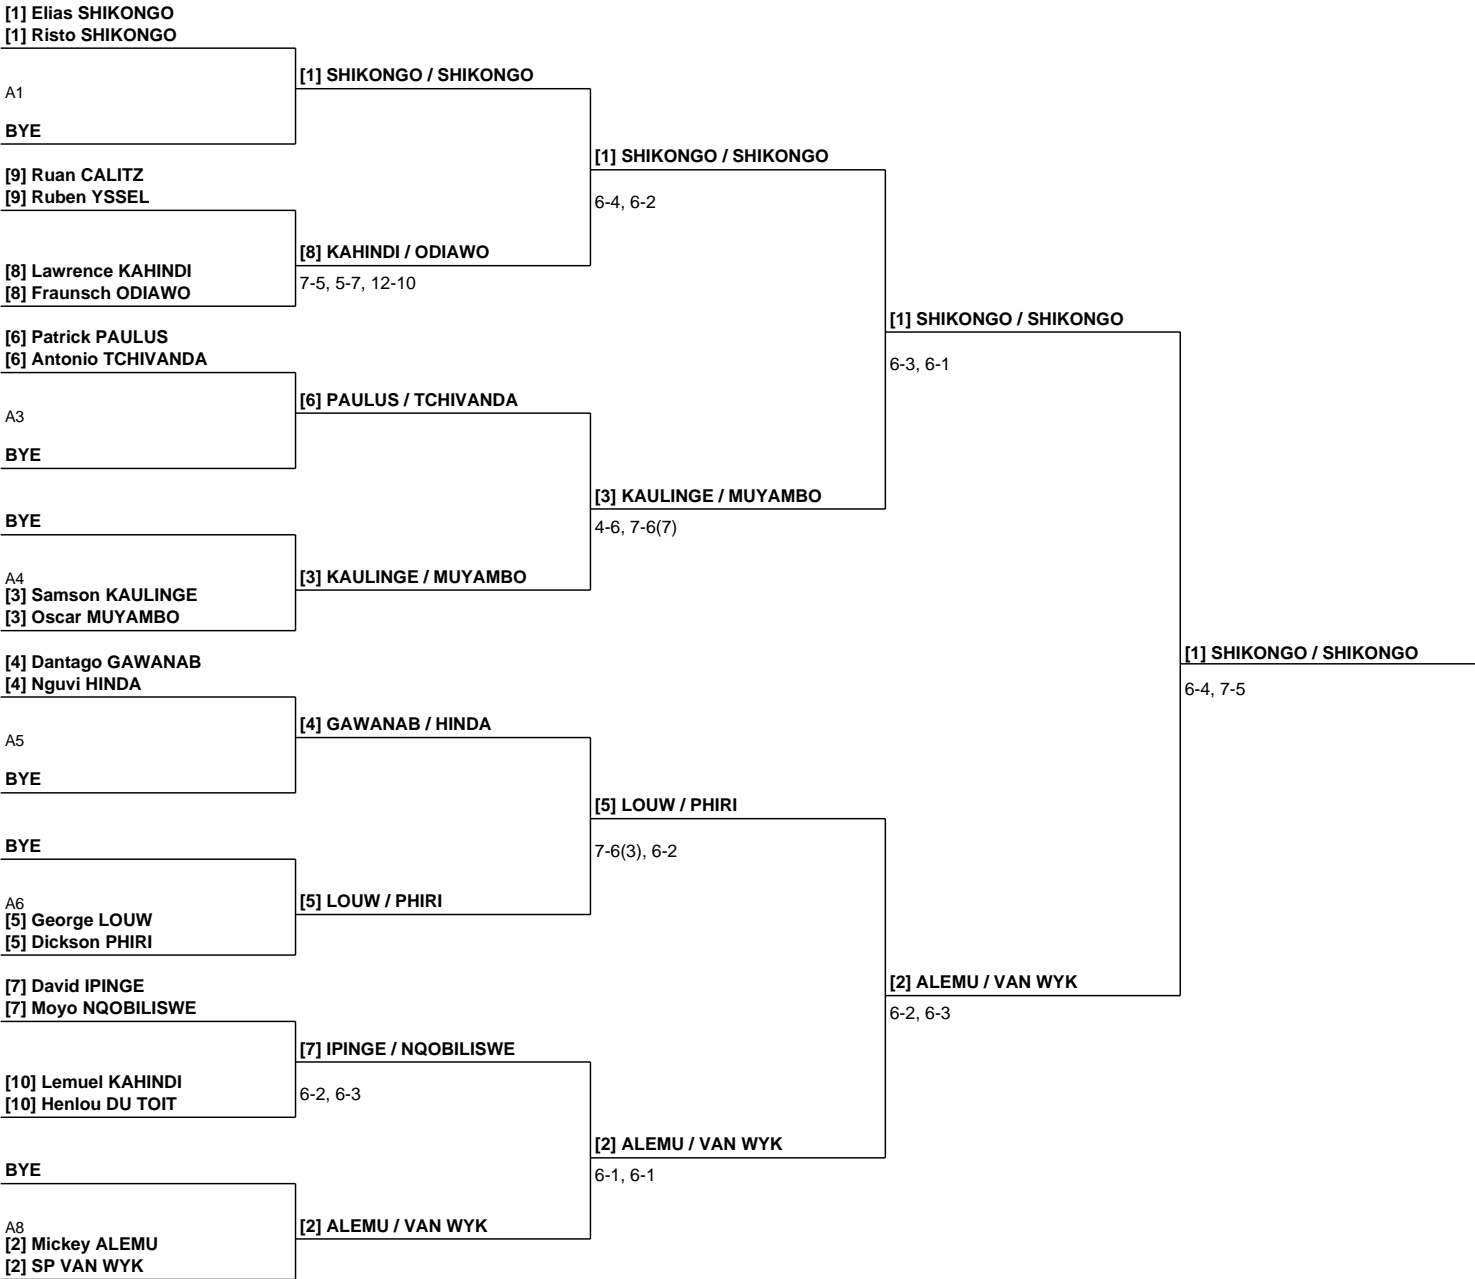 [1] Elias SHIKONGO
[1] Risto SHIKONGO
[1] SHIKONGO / SHIKONGO
A1
BYE
[1] SHIKONGO / SHIKONGO
[9] Ruan CALITZ
[9] Ruben YSSEL
6-4, 6-2
[8] KAHINDI / ODIAWO
[8] Lawrence KAHINDI
7-5, 5-7, 12-10
[8] Fraunsch ODIAWO
[1] SHIKONGO / SHIKONGO
[6] Patrick PAULUS
[6] Antonio TCHIVANDA
6-3, 6-1
[6] PAULUS / TCHIVANDA
A3
BYE
[3] KAULINGE / MUYAMBO
BYE
4-6, 7-6(7)
A4
[3] KAULINGE / MUYAMBO
[3] Samson KAULINGE
[3] Oscar MUYAMBO
[1] SHIKONGO / SHIKONGO
[4] Dantago GAWANAB
[4] Nguvi HINDA
6-4, 7-5
[4] GAWANAB / HINDA
A5
BYE
[5] LOUW / PHIRI
BYE
7-6(3), 6-2
A6
[5] LOUW / PHIRI
[5] George LOUW
[5] Dickson PHIRI
[7] David IPINGE
[2] ALEMU / VAN WYK
[7] Moyo NQOBILISWE
6-2, 6-3
[7] IPINGE / NQOBILISWE
[10] Lemuel KAHINDI
6-2, 6-3
[10] Henlou DU TOIT
[2] ALEMU / VAN WYK
BYE
6-1, 6-1
A8
[2] ALEMU / VAN WYK
[2] Mickey ALEMU
[2] SP VAN WYK